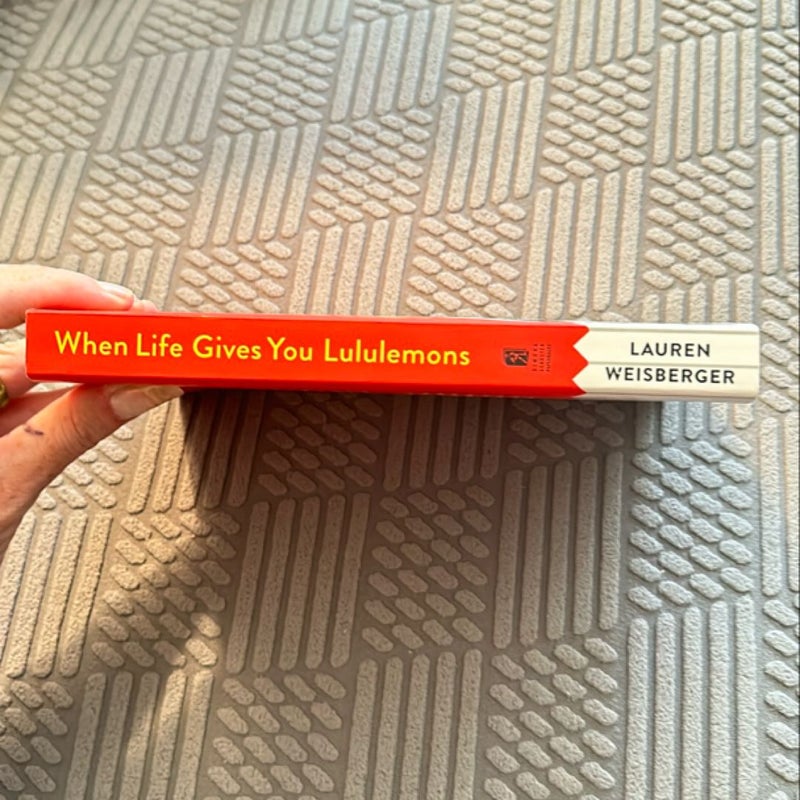 When Life Gives You Lululemons
LAUREN
WEISBERGER